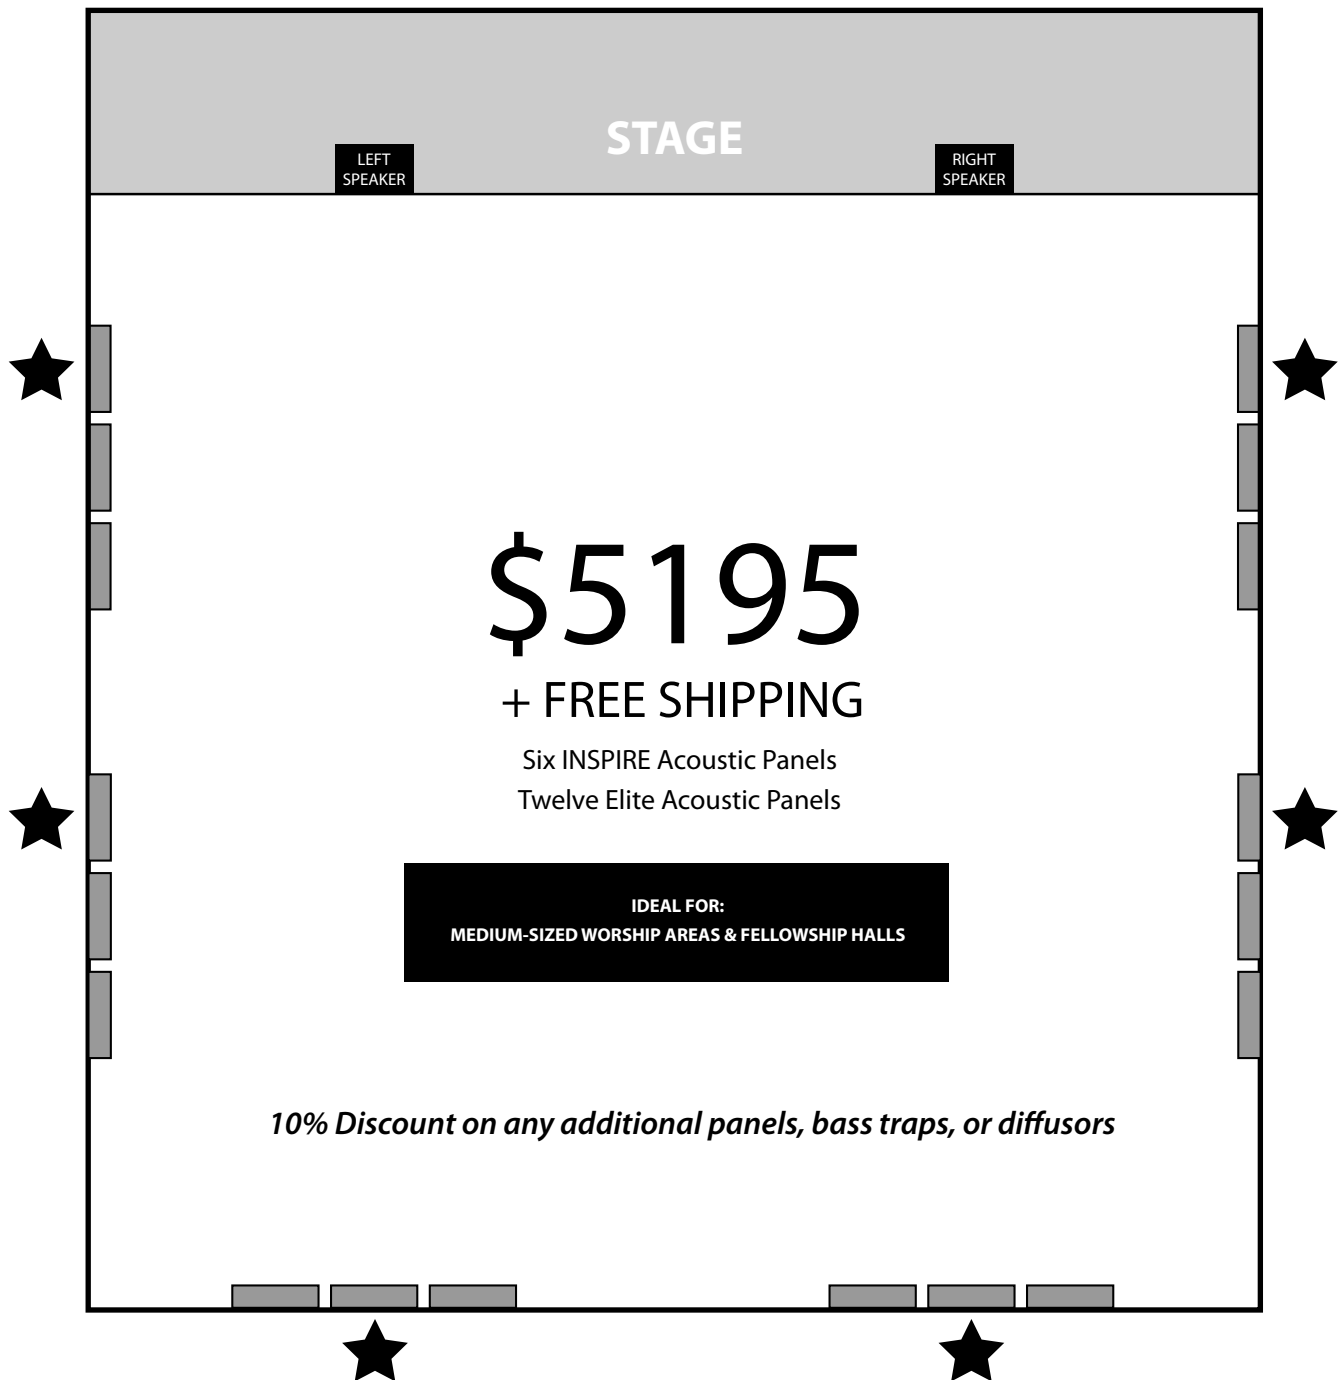 STAGE
LEFT
SPEAKER
RIGHT
SPEAKER
$5195
+ FREE SHIPPING
Six INSPIRE Acoustic Panels
Twelve Elite Acoustic Panels
IDEAL FOR:
MEDIUM-SIZED WORSHIP AREAS & FELLOWSHIP HALLS
10% Discount on any additional panels, bass traps, or diffusors